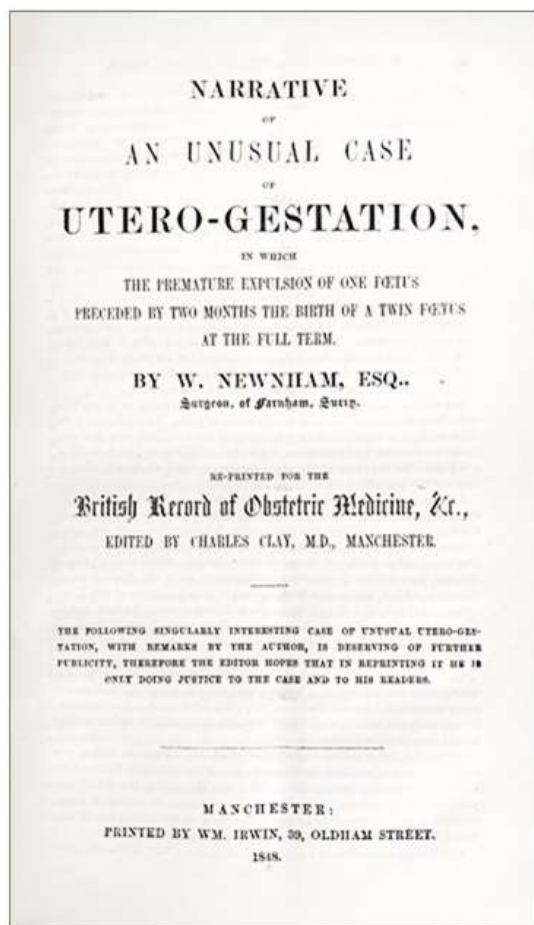 NARRATIVE
OF
AN UNUSUAL CASE
OF
UTERO-GESTATION,
IN WHICH
THE PREMATURE EXPULSION OF ONE FŒTUS
PRECEDED BY TWO MONTHS THE BIRTH OF A TWIN FŒTUS
AT THE FULL TERM.
BY W. NEWNHAM, ESQ..
Surgeon, of Farnham, Surry.
RE-PRINTED FOR THE
British Record of Obstetric Medicine, &c.,
EDITED BY CHARLES CLAY, M.D., MANCHESTER.
THE FOLLOWING SINGULARLY INTERESTING CASE OF UNUSUAL UTERO-GES-
TATION, WITH REMARKS BY THE AUTHOR, IS DESERVING OF FURTHER
PUBLICITY, THEREFORE THE EDITOR HOPES THAT IN REPRINTING IT HE IS
ONLY DOING JUSTICE TO THE CASE AND TO HIS READERS.
MANCHESTER:
PRINTED BY WM. IRWIN, 39, OLDHAM STREET.
1848.